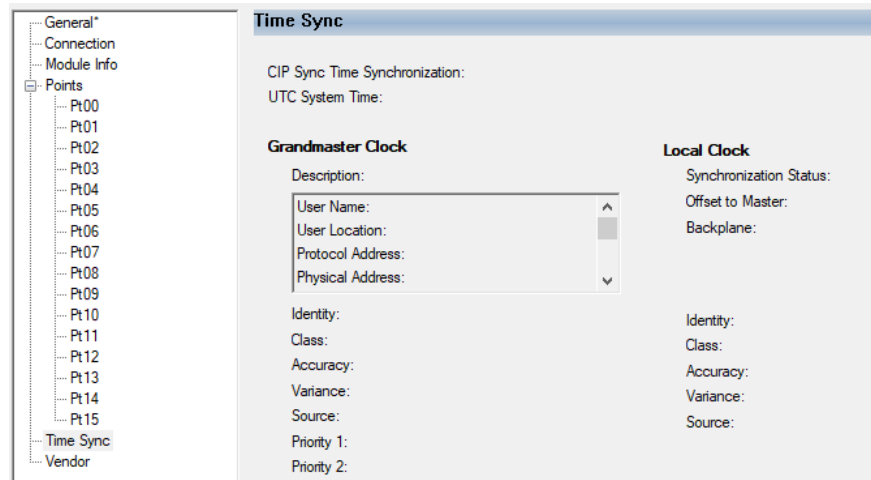 General*
Connection
Module Info
Points
Pt00
Pt01
Pt02
Pt03
Pt04
Pt05
Pt06
Pt07
Pt08
Pt09
Pt10
Pt11
Pt12
Pt13
Pt14
Pt15
Time Sync
Vendor
Time Sync
CIP Sync Time Synchronization:
UTC System Time:
Grandmaster Clock
Description:
User Name:
User Location:
Protocol Address:
Physical Address:
Identity:
Class:
Accuracy:
Variance:
Source:
Priority 1:
Priority 2:
Local Clock
Synchronization Status:
Offset to Master:
Backplane:
Identity:
Class:
Accuracy:
Variance:
Source: